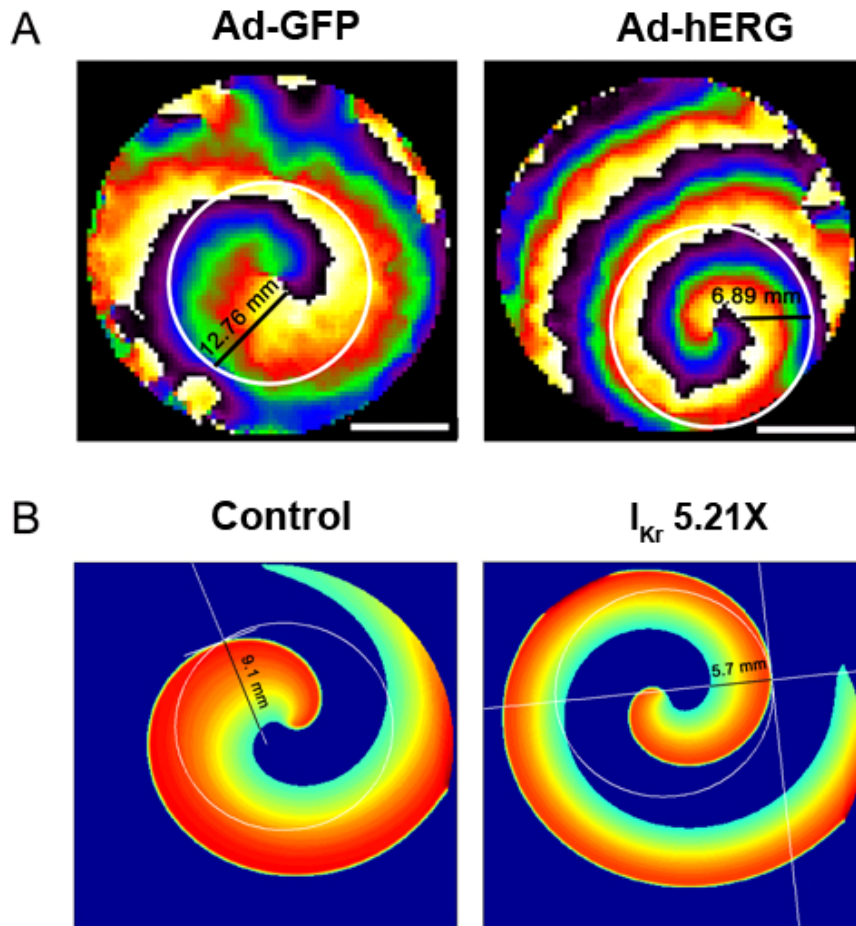 A
Ad-GFP
Ad-hERG
12.76 mm
6.89 mm
B
Control
I_Kr 5.21X
9.1 mm
5.7 mm